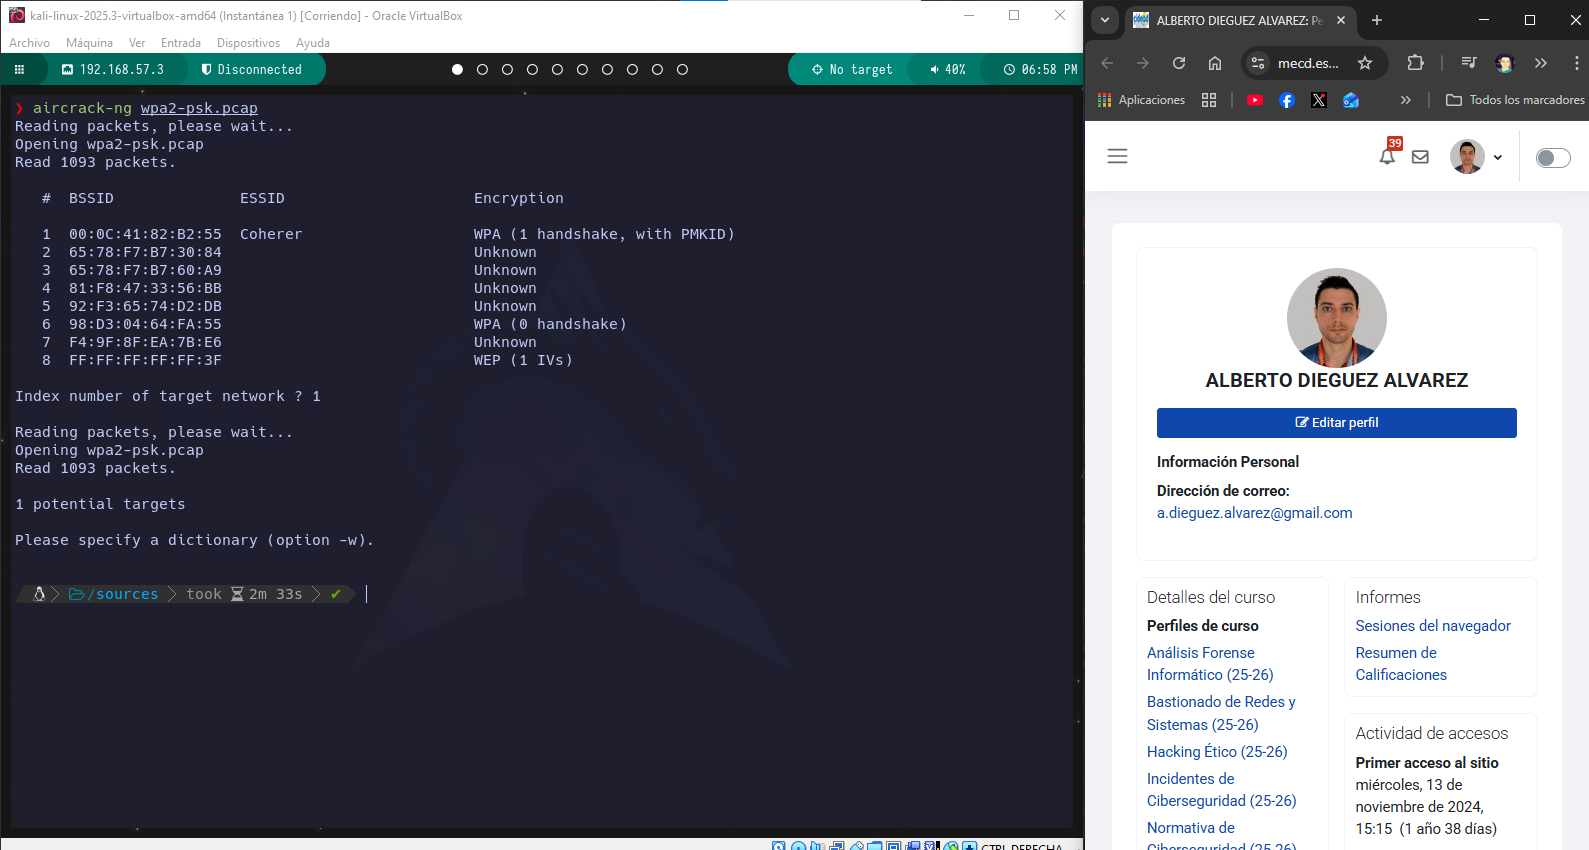 kali-linux-2025.3-virtualbox-amd64 (Instantánea 1) [Corriendo] - Oracle VirtualBox
Archivo Máquina Ver Entrada Dispositivos Ayuda
192.168.57.3 Disconnected No target 40% 06:58 PM
❯ aircrack-ng wpa2-psk.pcap
Reading packets, please wait...
Opening wpa2-psk.pcap
Read 1093 packets.
# BSSID ESSID Encryption
1 00:0C:41:82:B2:55 Coherer WPA (1 handshake, with PMKID)
2 65:78:F7:B7:30:84 Unknown
3 65:78:F7:B7:60:A9 Unknown
4 81:F8:47:33:56:BB Unknown
5 92:F3:65:74:D2:DB Unknown
6 98:D3:04:64:FA:55 WPA (0 handshake)
7 F4:9F:8F:EA:7B:E6 Unknown
8 FF:FF:FF:FF:FF:3F WEP (1 IVs)
Index number of target network ? 1
Reading packets, please wait...
Opening wpa2-psk.pcap
Read 1093 packets.
1 potential targets
Please specify a dictionary (option -w).
/sources took 2m 33s ✔
CTRL DERECHA
ALBERTO DIEGUEZ ALVAREZ: Pe
mecd.es...
Aplicaciones
Todos los marcadores
39
ALBERTO DIEGUEZ ALVAREZ
Editar perfil
Información Personal
Dirección de correo:
a.dieguez.alvarez@gmail.com
Detalles del curso
Perfiles de curso
Análisis Forense
Informático (25-26)
Bastionado de Redes y
Sistemas (25-26)
Hacking Ético (25-26)
Incidentes de
Ciberseguridad (25-26)
Normativa de
Ciberseguridad (25-26)
Informes
Sesiones del navegador
Resumen de
Calificaciones
Actividad de accesos
Primer acceso al sitio
miércoles, 13 de
noviembre de 2024,
15:15 (1 año 38 días)